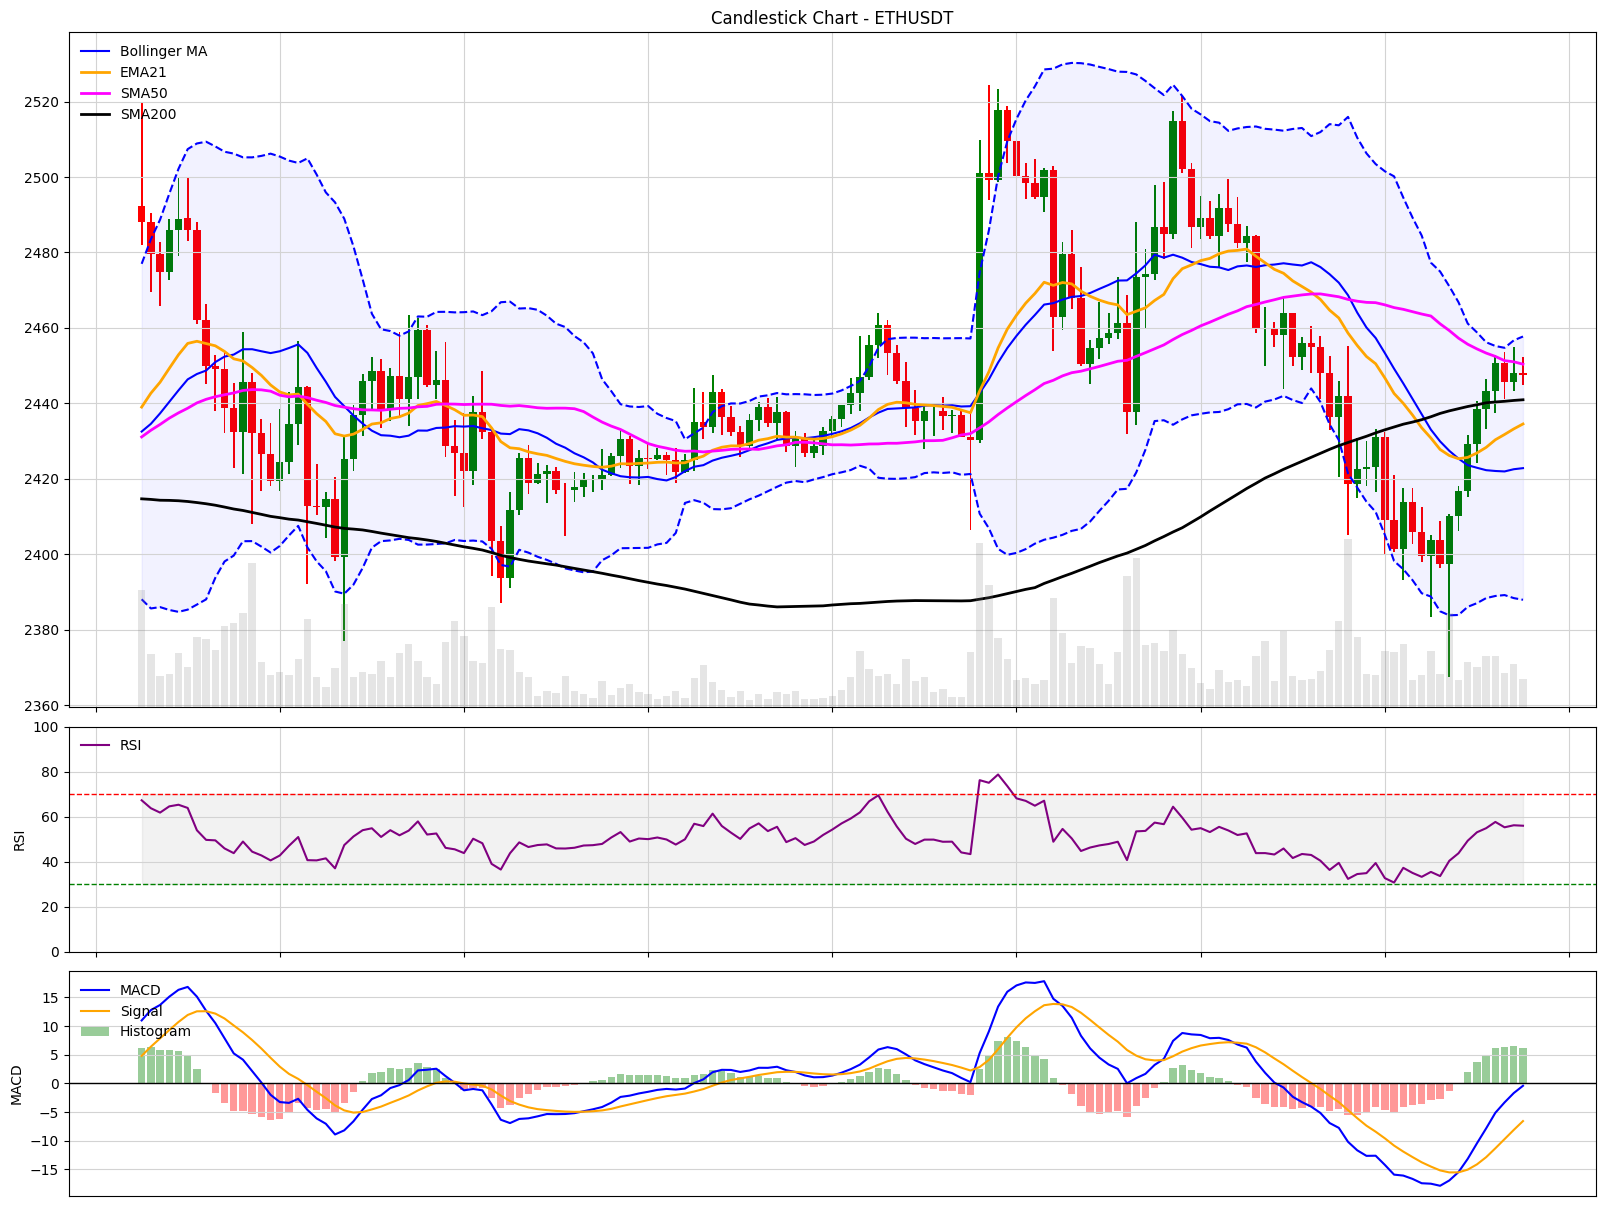 Candlestick Chart - ETHUSDT
Bollinger MA
EMA21
SMA50
SMA200
2520
2500
2480
2460
2440
2420
2400
2380
2360
RSI
100
80
60
40
20
0
RSI
MACD
Signal
Histogram
15
10
5
0
−5
−10
−15
MACD